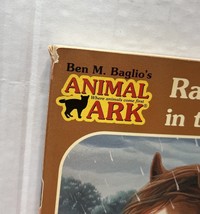 Ben M. Baglio's
ANIMAL
Where animals come first
ARK
Ra
in t